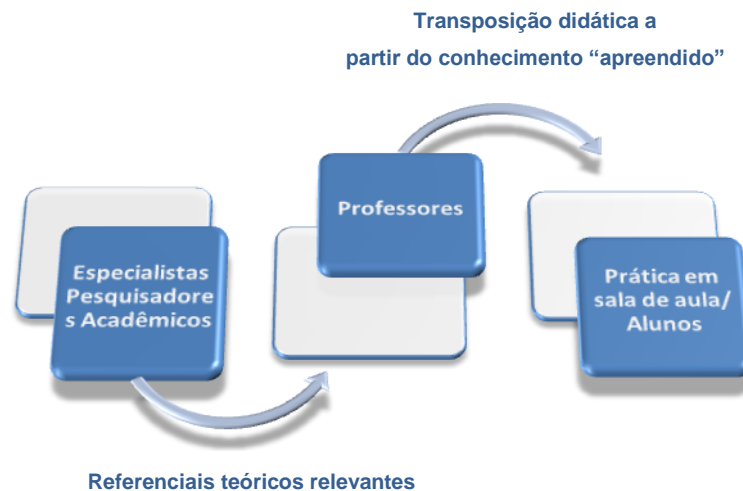 Transposição didática a
partir do conhecimento “apreendido”
Professores
Especialistas
Pesquisadore
s Acadêmicos
Prática em
sala de aula/
Alunos
Referenciais teóricos relevantes